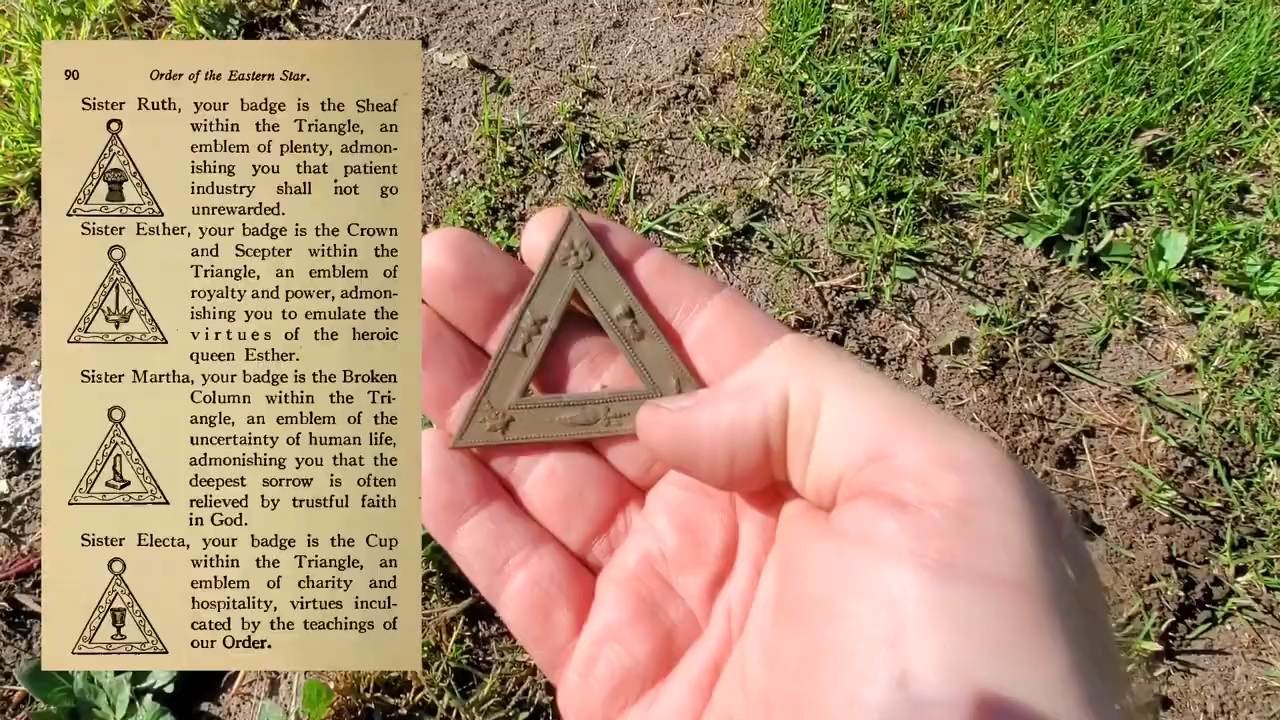 90 Order of the Eastern Star.
Sister Ruth, your badge is the Sheaf
within the Triangle, an
emblem of plenty, admon-
ishing you that patient
industry shall not go
unrewarded.
Sister Esther, your badge is the Crown
and Scepter within the
Triangle, an emblem of
royalty and power, admon-
ishing you to emulate the
virtues of the heroic
queen Esther.
Sister Martha, your badge is the Broken
Column within the Tri-
angle, an emblem of the
uncertainty of human life,
admonishing you that the
deepest sorrow is often
relieved by trustful faith
in God.
Sister Electa, your badge is the Cup
within the Triangle, an
emblem of charity and
hospitality, virtues incul-
cated by the teachings of
our Order.